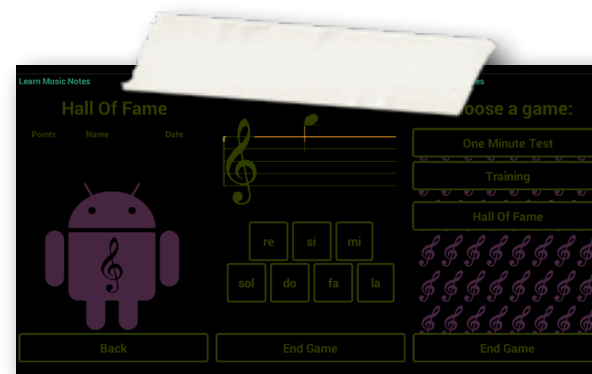 Learn Music Notes
Hall Of Fame
Points Name Date
Back
re si mi
sol do fa la
End Game
oose a game:
One Minute Test
Training
Hall Of Fame
End Game